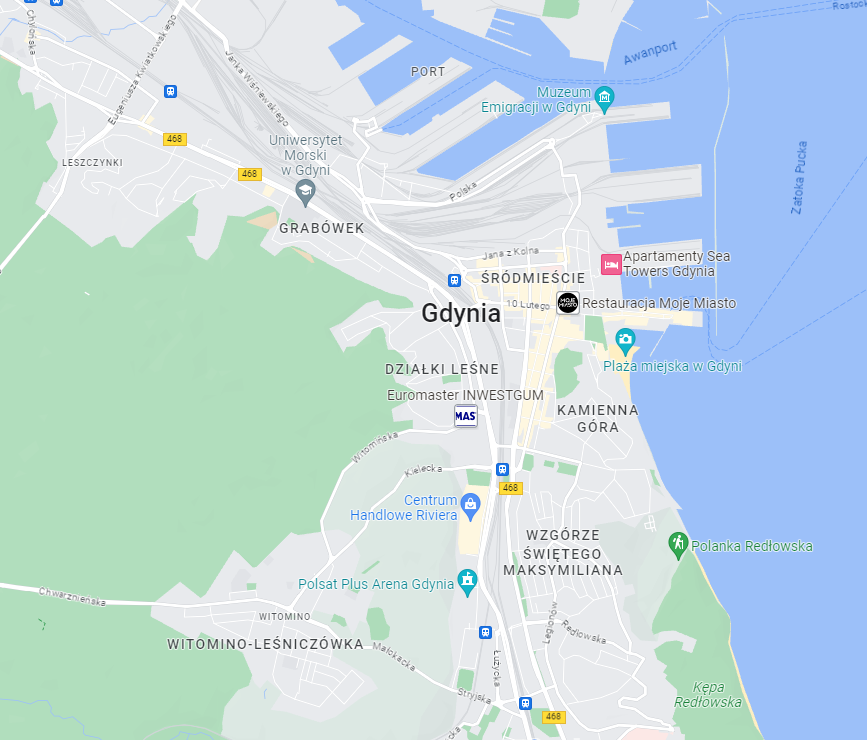 Rostock
Awanport
Chylońska
Eugeniusza Kwiatkowskiego
Janka Wiśniewskiego
PORT
Muzeum
Emigracji w Gdyni
468
Uniwersytet
Morski
w Gdyni
LESZCZYNKI
468
Zatoka Pucka
Polska
GRABÓWEK
Jana z Kolna
Apartamenty Sea
Towers Gdynia
ŚRÓDMIEŚCIE
10 Lutego
MOJE
MIASTO
Restauracja Moje Miasto
Gdynia
Plaża miejska w Gdyni
DZIAŁKI LEŚNE
Euromaster INWESTGUM
MAS
KAMIENNA
GÓRA
Witomińska
Kielecka
468
Centrum
Handlowe Riviera
WZGÓRZE
ŚWIĘTEGO
MAKSYMILIANA
Polanka Redłowska
Polsat Plus Arena Gdynia
Chwarznieńska
WITOMINO
Legionów
Redłowska
WITOMINO-LEŚNICZÓWKA
Małokacka
Łużycka
Stryjska
Kępa
Redłowska
468